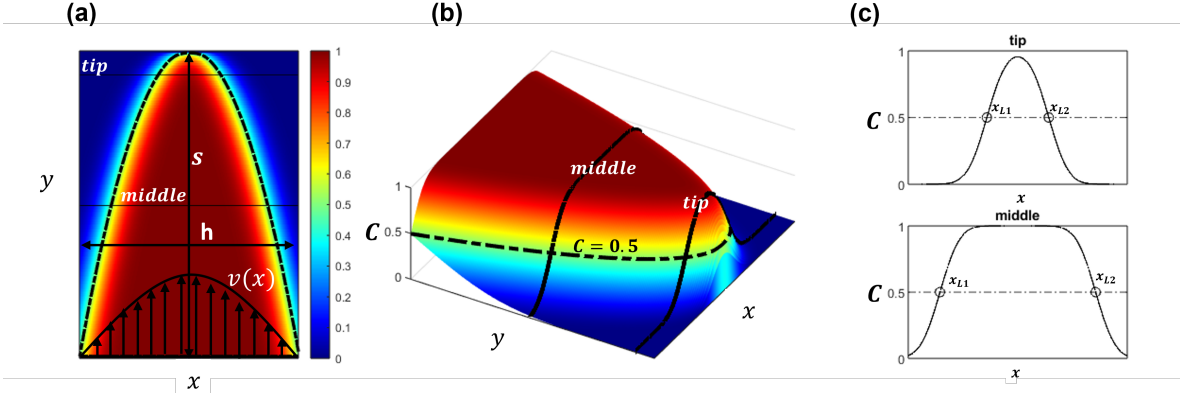 (a)
(b)
(c)
tip
s
middle
h
v(x)
y
x
1
0.9
0.8
0.7
0.6
0.5
0.4
0.3
0.2
0.1
0
1
C 0.5
0
middle
tip
C = 0.5
y
x
tip
1
C 0.5
0
x_{L1}
x_{L2}
x
middle
1
C 0.5
0
x_{L1}
x_{L2}
x